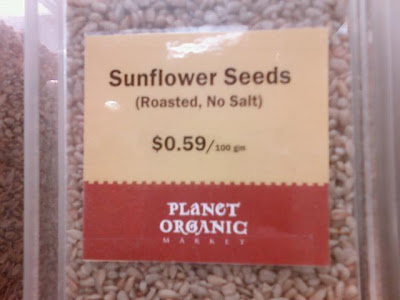 Sunflower Seeds
(Roasted, No Salt)
$0.59/100 gm
PLANET
ORGANIC
MARKET